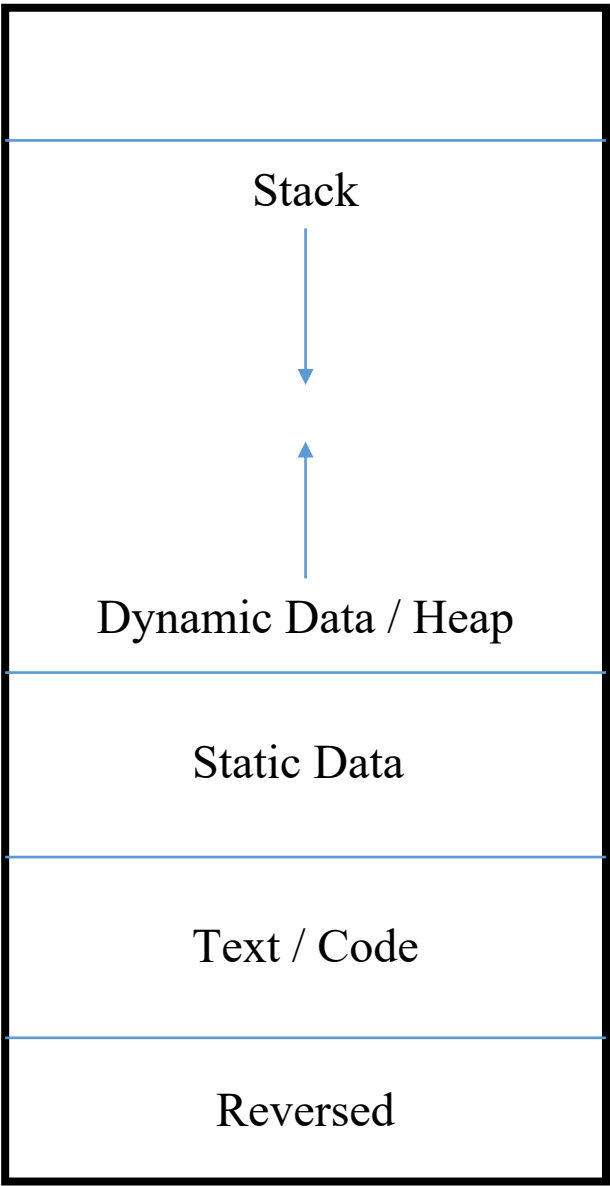 Stack
Dynamic Data / Heap
Static Data
Text / Code
Reversed